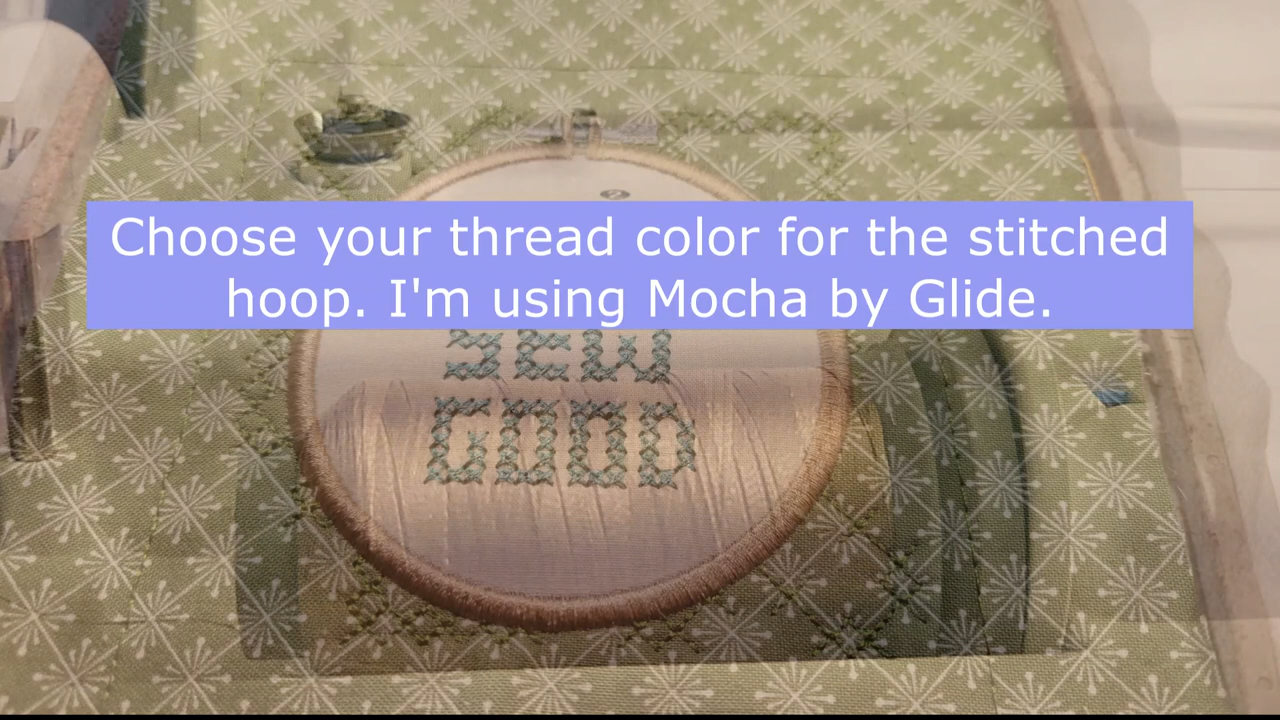 Choose your thread color for the stitched
hoop. I'm using Mocha by Glide.
SEW
GOOD